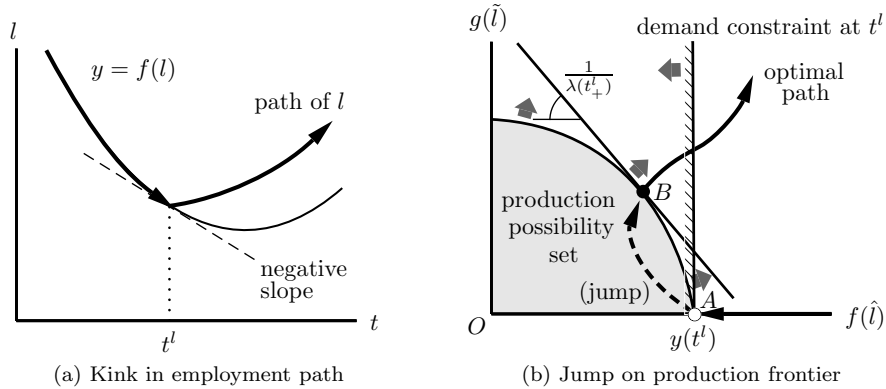 l
y = f(l)
path of l
negative
slope
t
t^l
(a) Kink in employment path
g(l̃)
demand constraint at t^l
1
λ(t^l_+)
optimal
path
B
production
possibility
set
(jump)
A
O
y(t^l)
f(l̂)
(b) Jump on production frontier